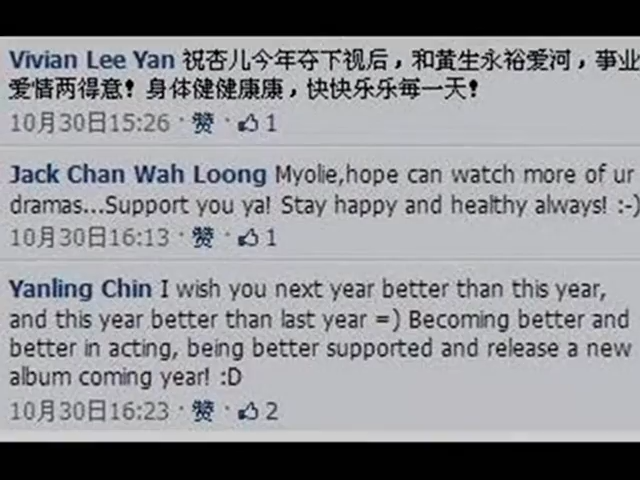 Vivian Lee Yan 祝杏儿今年夺下视后，和黄生永裕爱河，事业
爱情两得意！身体健健康康，快快乐乐每一天！
10月30日15:26 · 赞 · 1
Jack Chan Wah Loong Myolie,hope can watch more of ur
dramas...Support you ya! Stay happy and healthy always! :-)
10月30日16:13 · 赞 · 1
Yanling Chin I wish you next year better than this year,
and this year better than last year =) Becoming better and
better in acting, being better supported and release a new
album coming year! :D
10月30日16:23 · 赞 · 2